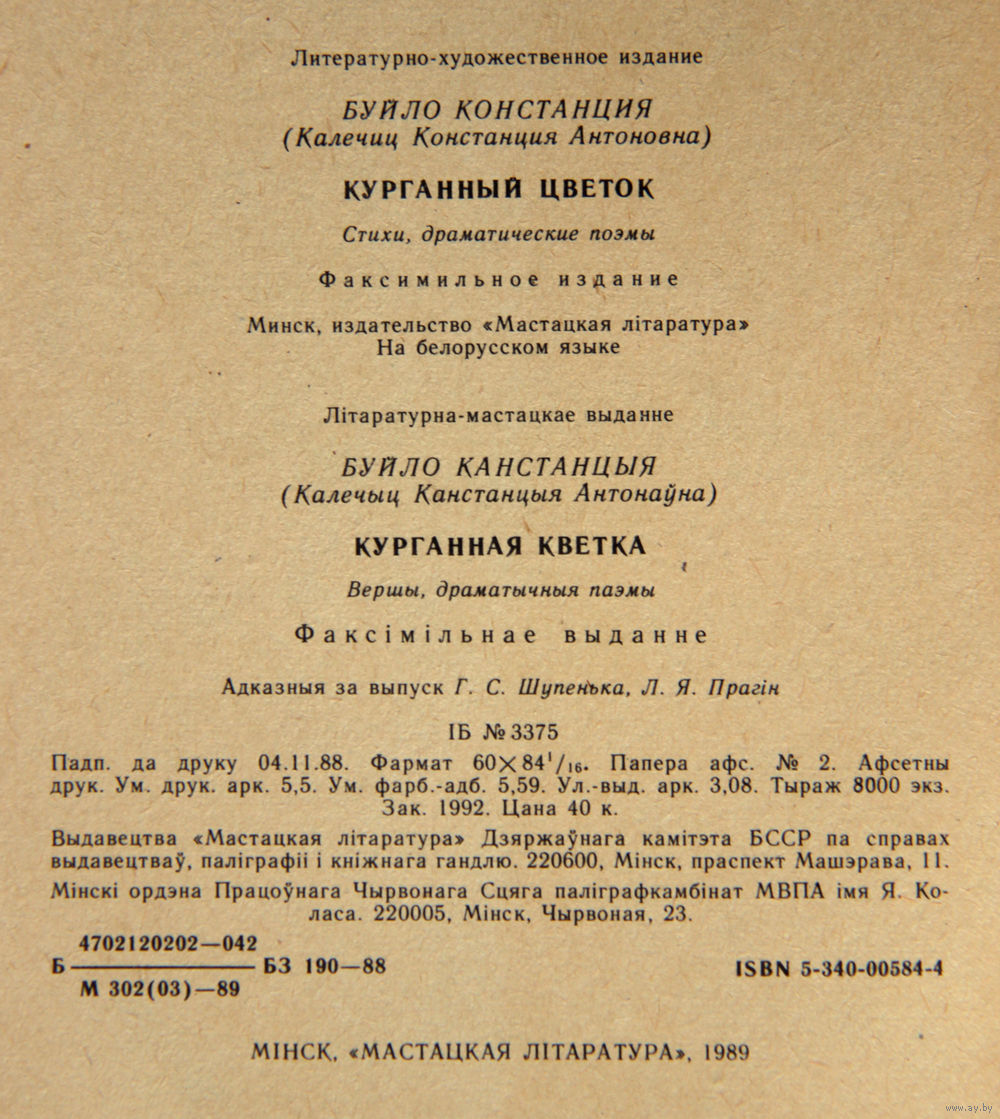 Литературно-художественное издание
БУЙЛО КОНСТАНЦИЯ
(Калечиц Константия Антоновна)
КУРГАННЫЙ ЦВЕТОК
Стихи, драматические поэмы
Факсимильное издание
Минск, издательство «Мастацкая літаратура»
На белорусском языке
Літаратурна-мастацкае выданне
БУЙЛО КАНСТАНЦЫЯ
(Калечыц Канстанцыя Антонаўна)
КУРГАННАЯ КВЕТКА
Вершы, драматычныя паэмы
Факсімільнае выданне
Адказныя за выпуск Г. С. Шупенька, Л. Я. Прагін
ІБ № 3375
Падп. да друку 04.11.88. Фармат 60×84¹/₁₆. Папера афс. № 2. Афсетны
друк. Ум. друк. арк. 5,5. Ум. фарб.-адб. 5,59. Ул.-выд. арк. 3,08. Тыраж 8000 экз.
Зак. 1992. Цана 40 к.
Выдавецтва «Мастацкая літаратура» Дзяржаўнага камітэта БССР па справах
выдавецтваў, паліграфіі і кніжнага гандлю. 220600, Мінск, праспект Машэрава, 11.
Мінскі ордэна Працоўнага Чырвонага Сцяга паліграфкамбінат МВПА імя Я. Ко-
ласа. 220005, Мінск, Чырвоная, 23.
4702120202—042
Б ——— БЗ 190—88
М 302(03)—89
ISBN 5-340-00584-4
МІНСК, «МАСТАЦКАЯ ЛІТАРАТУРА», 1989
www.ay.by